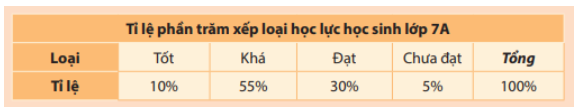 Tỉ lệ phần trăm xếp loại học lực học sinh lớp 7A
Loại Tốt Khá Đạt Chưa đạt Tổng
Tỉ lệ 10% 55% 30% 5% 100%